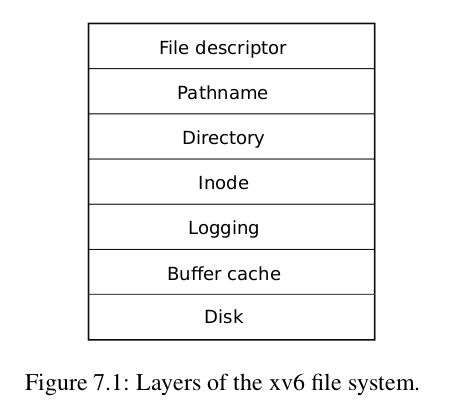 File descriptor
Pathname
Directory
Inode
Logging
Buffer cache
Disk
Figure 7.1: Layers of the xv6 file system.